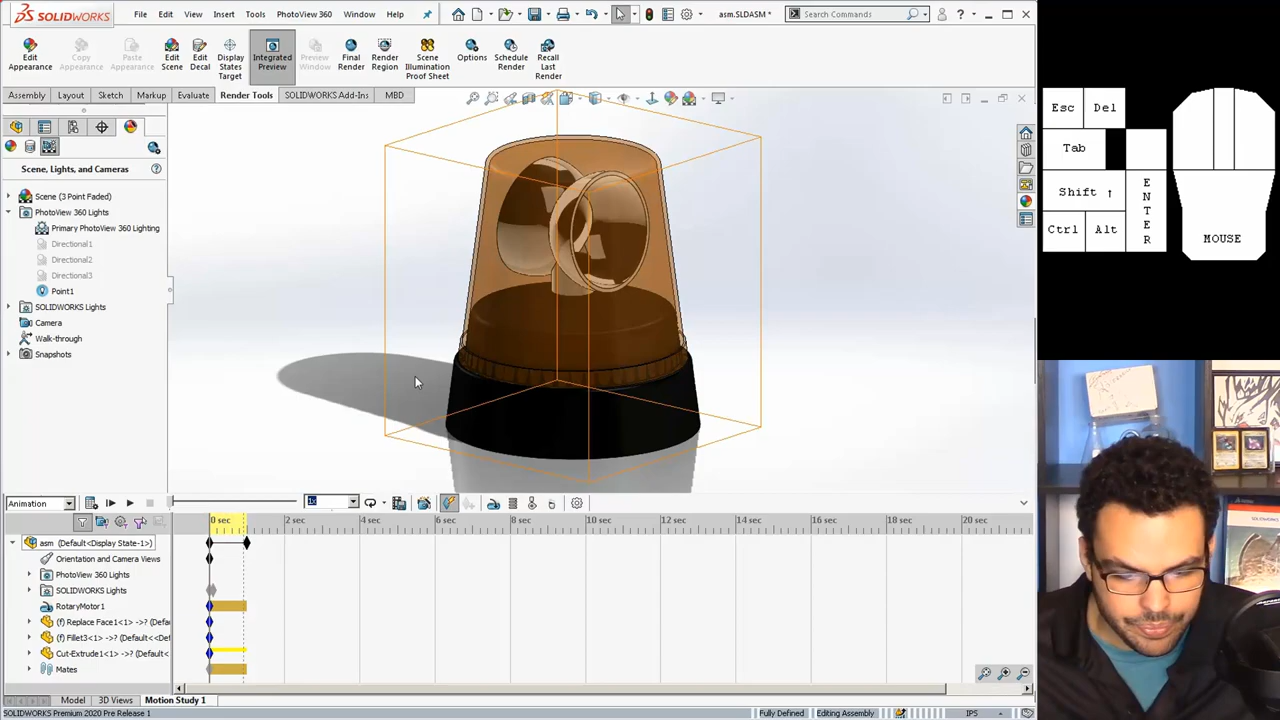 SOLIDWORKS File Edit View Insert Tools PhotoView 360 Window Help asm.SLDASM * Search Commands
Edit Appearance Copy Appearance Paste Appearance Edit Scene Edit Decal Display States Target Integrated Preview Preview Window Final Render Render Region Scene Illumination Proof Sheet Options Schedule Render Recall Last Render
Assembly Layout Sketch Markup Evaluate Render Tools SOLIDWORKS Add-Ins MBD
Scene, Lights, and Cameras
Scene (3 Point Faded)
PhotoView 360 Lights
Primary PhotoView 360 Lighting
Directional1
Directional2
Directional3
Point1
SOLIDWORKS Lights
Camera
Walk-through
Snapshots
Esc Del
Tab
Shift ↑
Ctrl Alt
ENTER
MOUSE
Animation
0 sec 2 sec 4 sec 6 sec 8 sec 10 sec 12 sec 14 sec 16 sec 18 sec 20 sec
asm (Default<Display State-1>)
Orientation and Camera Views
PhotoView 360 Lights
SOLIDWORKS Lights
RotaryMotor1
(f) Replace Face1<1> ->? (Defa
(f) Fillet3<1> ->? (Default<<De
Cut-Extrude1<1> ->? (Default<
Mates
Model 3D Views Motion Study 1
SOLIDWORKS Premium 2020 Pre Release 1 Fully Defined Editing Assembly IPS